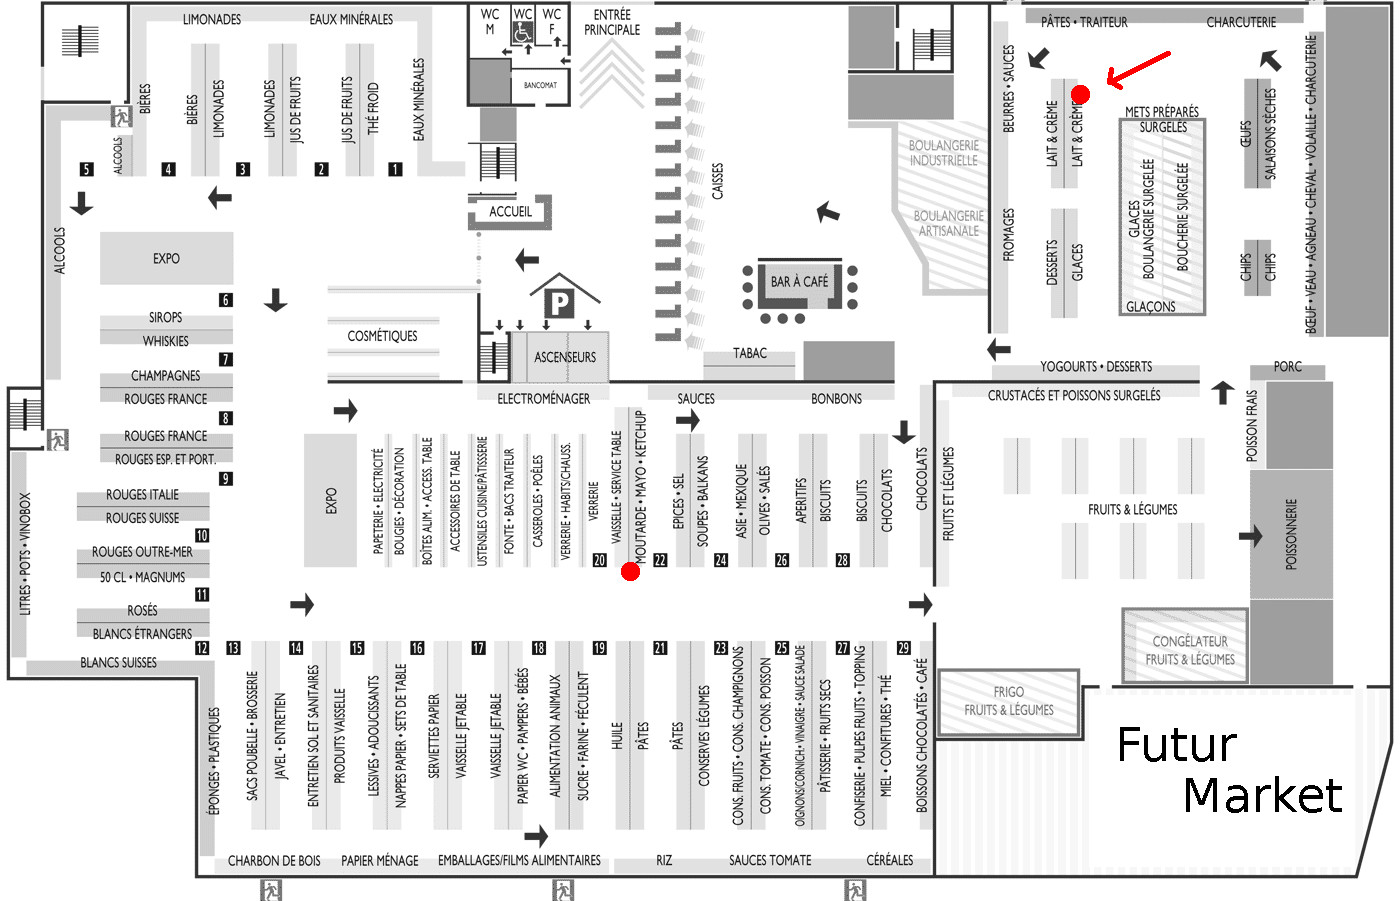 LIMONADES
EAUX MINÉRALES
WC
M
WC
WC
F
ENTRÉE
PRINCIPALE
PÂTES • TRAITEUR
CHARCUTERIE
BANCOMAT
BIÈRES
BIÈRES
LIMONADES
LIMONADES
JUS DE FRUITS
JUS DE FRUITS
THÉ FROID
EAUX MINÉRALES
ALCOOLS
5
4
3
2
1
CAISSES
BOULANGERIE
INDUSTRIELLE
BOULANGERIE
ARTISANALE
BEURRES • SAUCES
FROMAGES
LAIT & CRÈME
LAIT & CRÈME
METS PRÉPARÉS
SURGELÉS
GLACES
BOULANGERIE SURGELÉE
BOUCHERIE SURGELÉE
GLAÇONS
DESSERTS
GLACES
ŒUFS
SALAISONS SÈCHES
CHIPS
CHIPS
BŒUF • VEAU • AGNEAU • CHEVAL • VOLAILLE • CHARCUTERIE
ACCUEIL
ALCOOLS
EXPO
6
SIROPS
WHISKIES
7
CHAMPAGNES
ROUGES FRANCE
8
ROUGES FRANCE
ROUGES ESP. ET PORT.
9
ROUGES ITALIE
ROUGES SUISSE
10
ROUGES OUTRE-MER
50 CL • MAGNUMS
11
ROSÉS
BLANCS ÉTRANGERS
12
BLANCS SUISSES
LITRES • POTS • VINOBOX
COSMÉTIQUES
P
ASCENSEURS
BAR À CAFÉ
TABAC
YOGOURTS • DESSERTS
PORC
ELECTROMÉNAGER
SAUCES
BONBONS
CRUSTACÉS ET POISSONS SURGELÉS
EXPO
PAPETERIE • ELECTRICITÉ
BOUGIES • DÉCORATION
BOÎTES ALIM. • ACCESS. TABLE
ACCESSOIRES DE TABLE
USTENSILES CUISINE/PÂTISSSERIE
FONTE • BACS TRAITEUR
CASSEROLES • POÊLES
VERRERIE • HABITS/CHAUSS.
VERRERIE
20
VAISSELLE • SERVICE TABLE
MOUTARDE • MAYO • KETCHUP
22
EPICES • SEL
SOUPES • BALKANS
24
ASIE • MEXIQUE
OLIVES • SALÉS
26
APERITIFS
BISCUITS
28
BISCUITS
CHOCOLATS
CHOCOLATS
FRUITS ET LÉGUMES
FRUITS & LÉGUMES
POISSON FRAIS
POISSONNERIE
CONGÉLATEUR
FRUITS & LÉGUMES
FRIGO
FRUITS & LÉGUMES
13
14
15
16
17
18
19
21
23
25
27
29
ÉPONGES • PLASTIQUES
SACS POUBELLE • BROSSERIE
JAVEL • ENTRETIEN
ENTRETIEN SOL ET SANITAIRES
PRODUITS VAISSELLE
LESSIVES • ADOUCISSANTS
NAPPES PAPIER • SETS DE TABLE
SERVIETTES PAPIER
VAISSELLE JETABLE
VAISSELLE JETABLE
PAPIER WC • PAMPERS • BÉBÉS
ALIMENTATION ANIMAUX
SUCRE • FARINE • FÉCULENT
HUILE
PÂTES
PÂTES
CONSERVES LÉGUMES
CONS. FRUITS • CONS. CHAMPIGNONS
CONS. TOMATE • CONS. POISSON
OIGNONS/CORNICH • VINAIGRE • SAUCE SALADE
PÂTISSERIE • FRUITS SECS
CONFISERIE • PULPES FRUITS • TOPPING
MIEL • CONFITURES • THÉ
BOISSONS CHOCOLATÉS • CAFÉ
CHARBON DE BOIS
PAPIER MÉNAGE
EMBALLAGES/FILMS ALIMENTAIRES
RIZ
SAUCES TOMATE
CÉRÉALES
Futur
Market